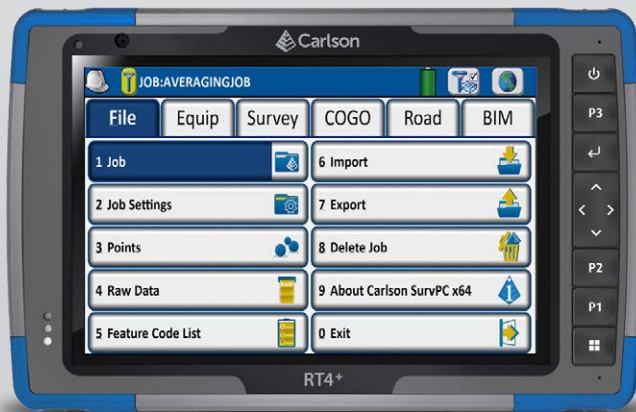 Carlson
JOB:AVERAGINGJOB
File Equip Survey COGO Road BIM
1 Job
2 Job Settings
3 Points
4 Raw Data
5 Feature Code List
6 Import
7 Export
8 Delete Job
9 About Carlson SurvPC x64
0 Exit
P3
P2
P1
RT4+